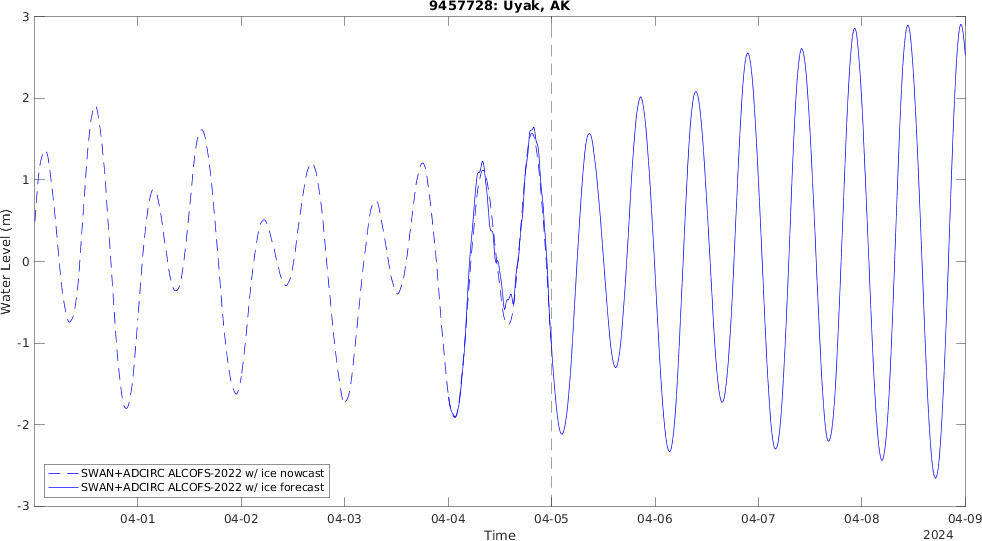 9457728: Uyak, AK
3
2
1
0
-1
-2
-3
Water Level (m)
SWAN+ADCIRC ALCOFS-2022 w/ ice nowcast
SWAN+ADCIRC ALCOFS-2022 w/ ice forecast
04-01 04-02 04-03 04-04 04-05 04-06 04-07 04-08 04-09
Time
2024